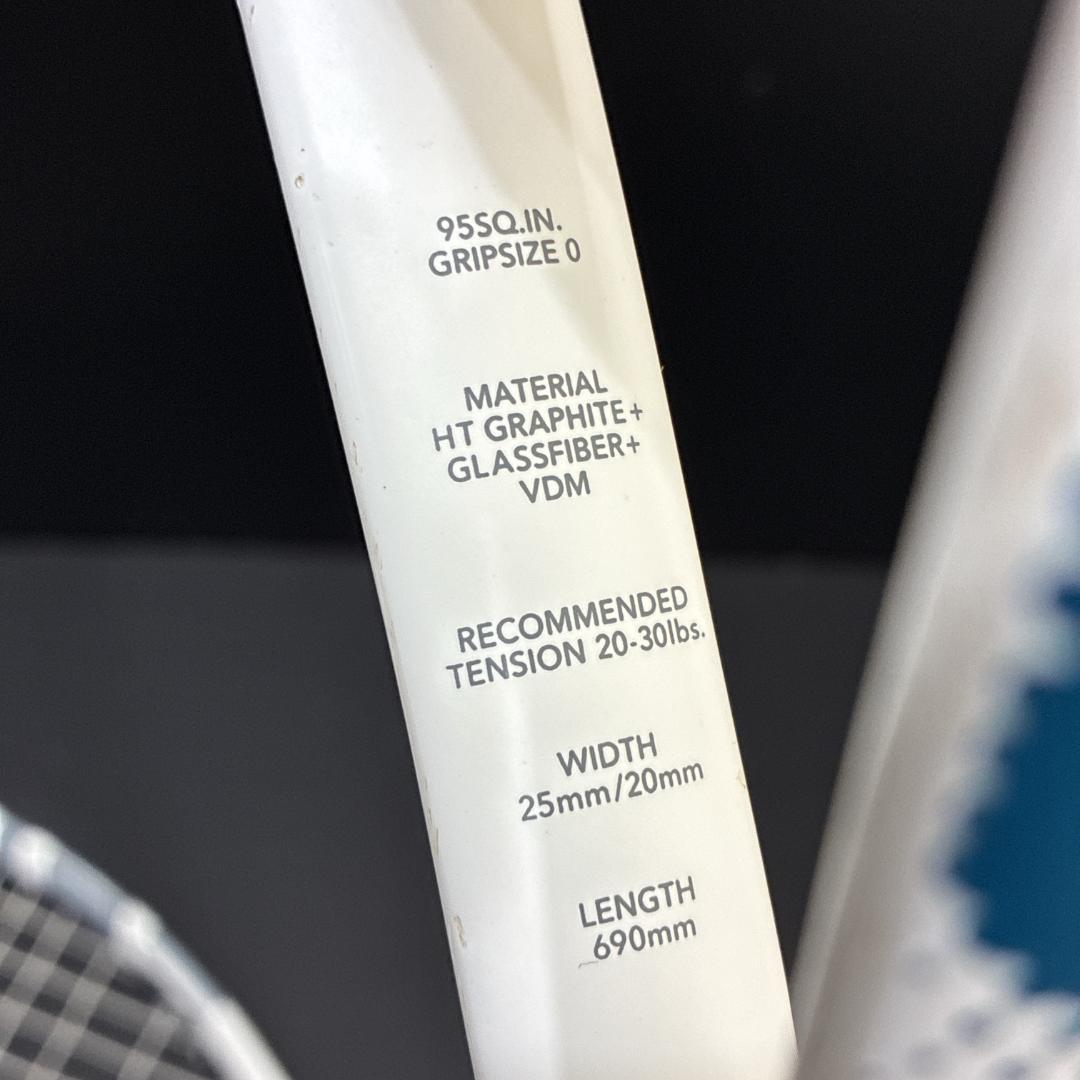 95SQ.IN.
GRIPSIZE 0
MATERIAL
HT GRAPHITE+
GLASSFIBER+
VDM
RECOMMENDED
TENSION 20-30lbs.
WIDTH
25mm/20mm
LENGTH
690mm